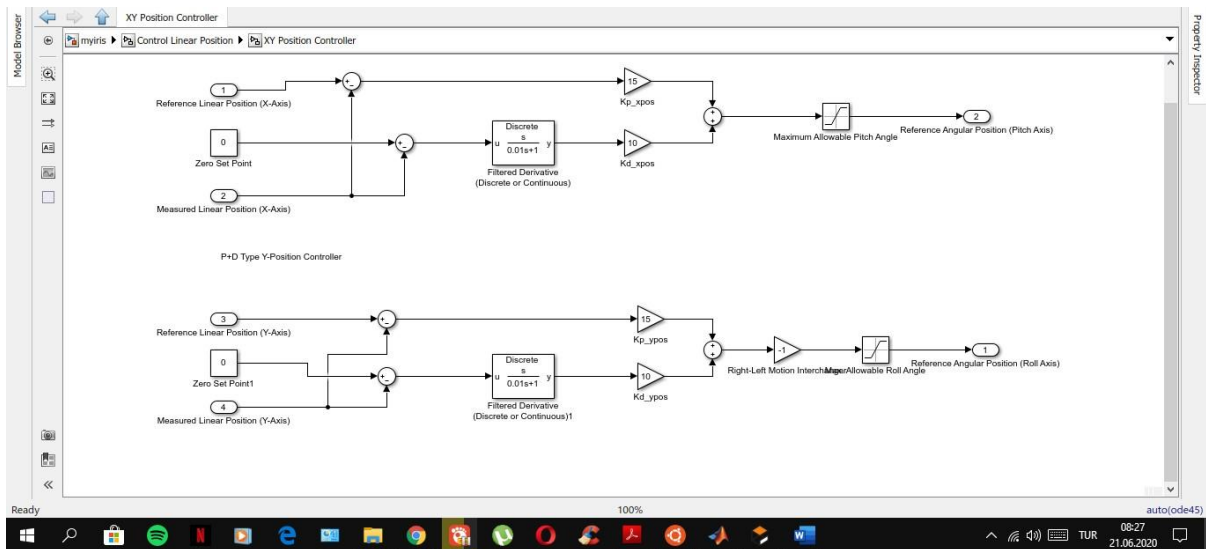 XY Position Controller
Model Browser
Property Inspector
myiris ▶ Control Linear Position ▶ XY Position Controller
1
Reference Linear Position (X-Axis)
+
-
15
Kp_xpos
0
Zero Set Point
+
-
Discrete
u s y
0.01s+1
Filtered Derivative
(Discrete or Continuous)
10
Kd_xpos
+
+
Maximum Allowable Pitch Angle
2
Reference Angular Position (Pitch Axis)
2
Measured Linear Position (X-Axis)
P+D Type Y-Position Controller
3
Reference Linear Position (Y-Axis)
+
-
15
Kp_ypos
0
Zero Set Point1
+
-
Discrete
u s y
0.01s+1
Filtered Derivative
(Discrete or Continuous)1
10
Kd_ypos
+
+
-1
Right-Left Motion Interchanger
Max Allowable Roll Angle
1
Reference Angular Position (Roll Axis)
4
Measured Linear Position (Y-Axis)
Ready
100%
auto(ode45)
TUR
08:27
21.06.2020